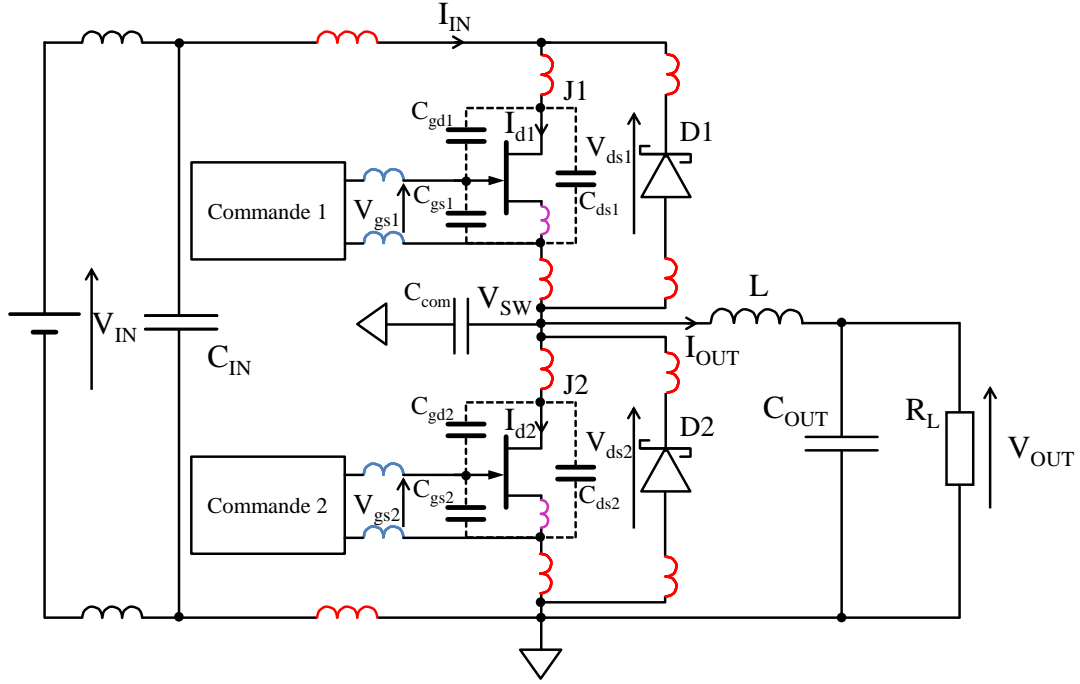 I_IN
J1
C_gd1
I_d1
V_ds1
D1
Commande 1
V_gs1
C_gs1
C_ds1
C_com
V_SW
L
I_OUT
V_IN
C_IN
J2
C_gd2
I_d2
V_ds2
D2
C_OUT
R_L
V_OUT
Commande 2
V_gs2
C_gs2
C_ds2